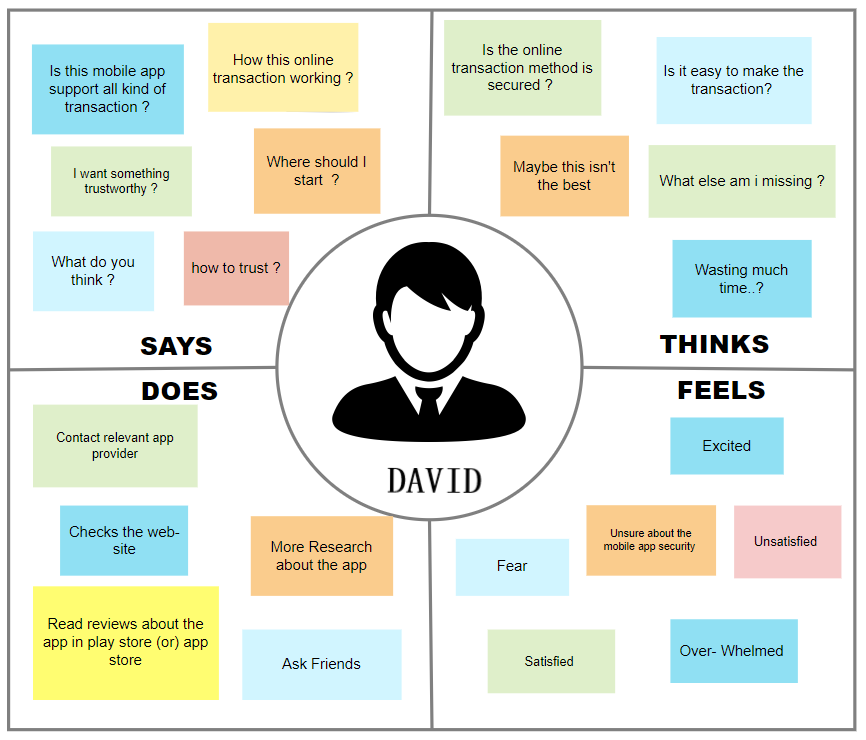 Is this mobile app
support all kind of
transaction ?
How this online
transaction working ?
I want something
trustworthy ?
Where should I
start  ?
What do you
think ?
how to trust ?
SAYS
Is the online
transaction method is
secured ?
Is it easy to make the
transaction?
Maybe this isn't
the best
What else am i missing ?
Wasting much
time..?
THINKS
DAVID
DOES
Contact relevant app
provider
Checks the web-
site
More Research
about the app
Read reviews about the
app in play store (or) app
store
Ask Friends
FEELS
Excited
Unsure about the
mobile app security
Unsatisfied
Fear
Satisfied
Over- Whelmed